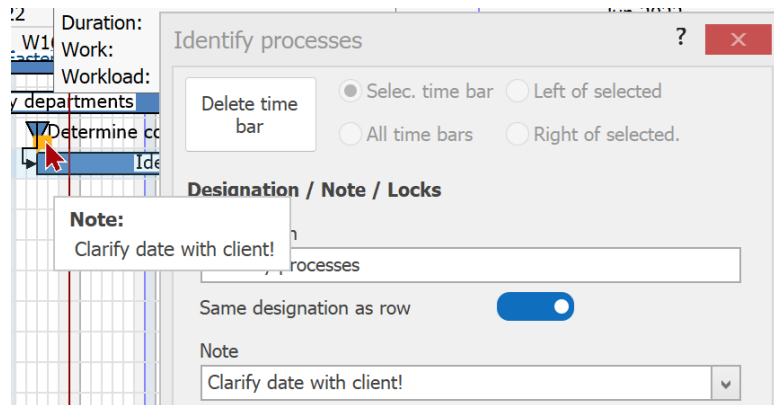 22
Duration:
W1
Work:
Workload:
y departments
Determine co
Ide
Note:
Clarify date with client!
Identify processes
?
Delete time
bar
Selec. time bar
Left of selected
All time bars
Right of selected.
Designation / Note / Locks
n
processes
Same designation as row
Note
Clarify date with client!